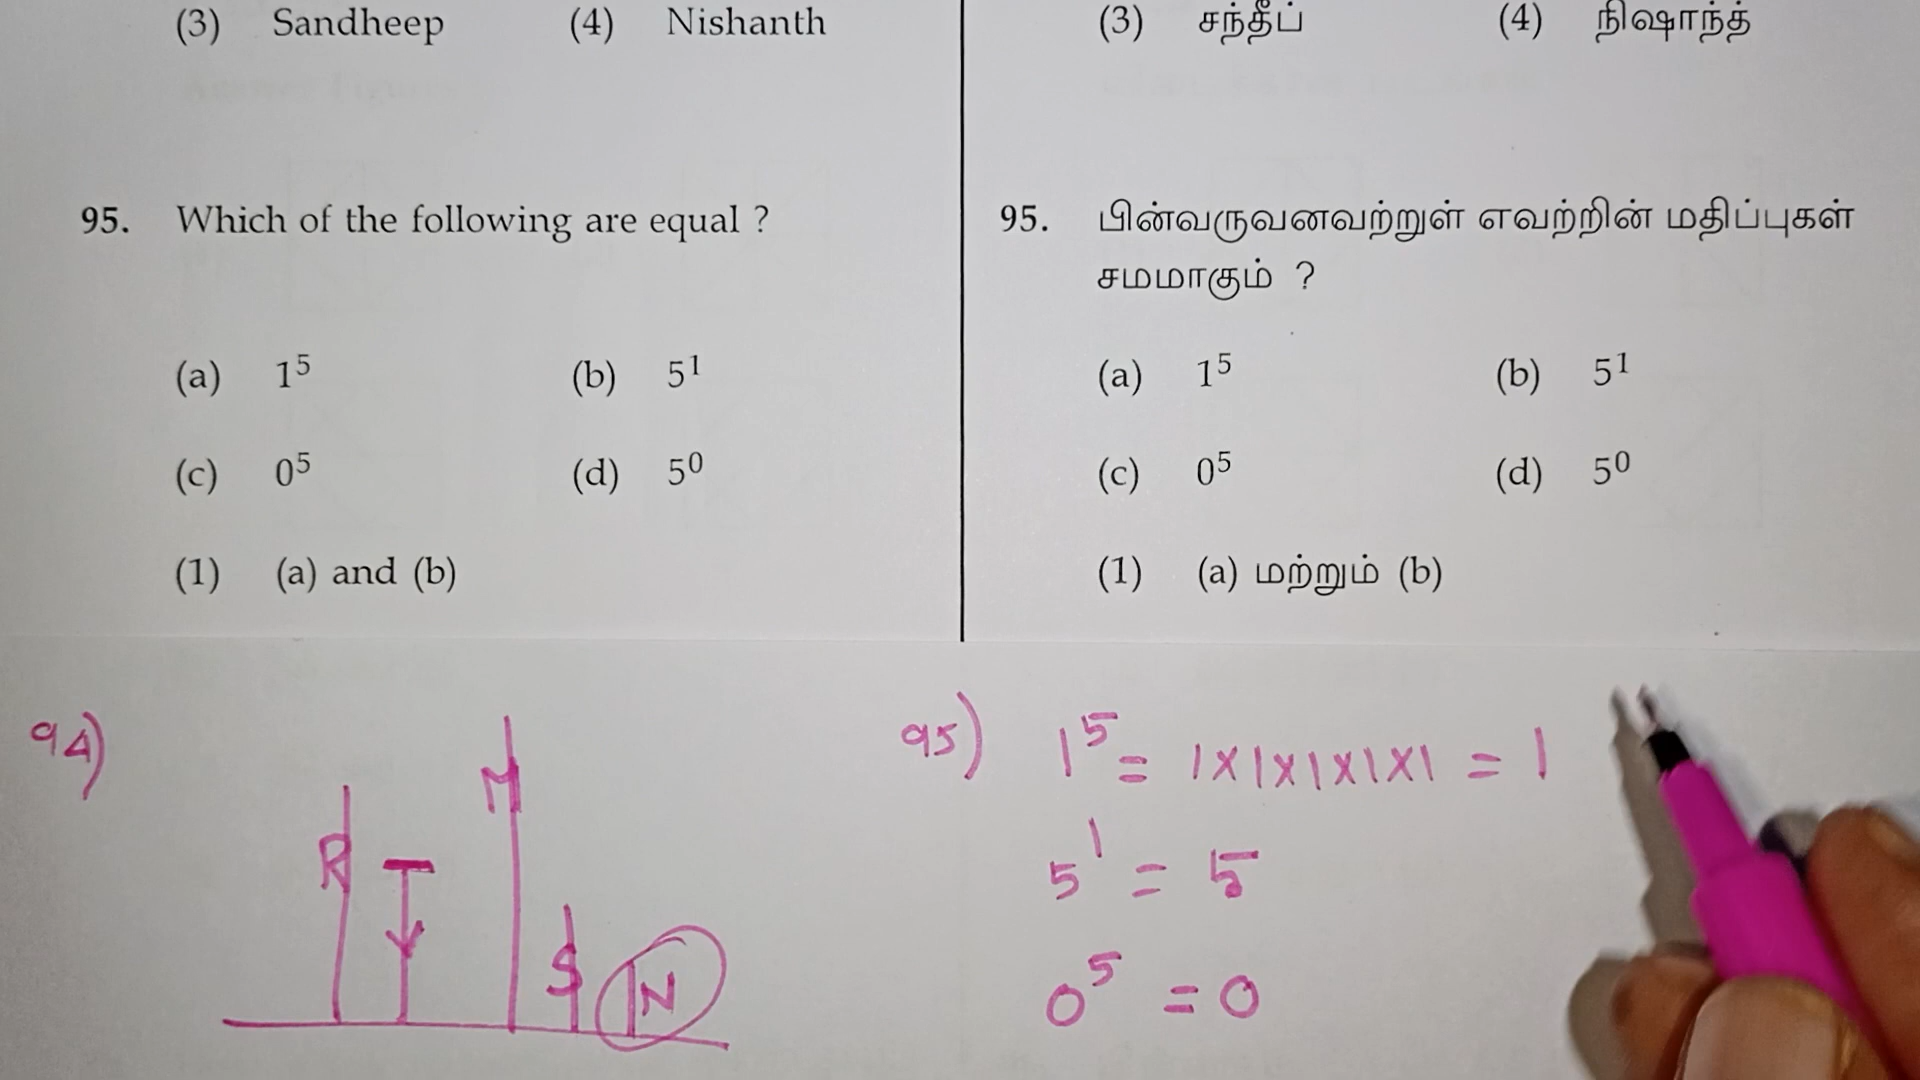 (3) Sandheep (4) Nishanth
95. Which of the following are equal ?
(a) 1⁵ (b) 5¹
(c) 0⁵ (d) 5⁰
(1) (a) and (b)
(3) சந்தீப் (4) நிஷாந்த்
95. பின்வருவனவற்றுள் எவற்றின் மதிப்புகள்
சமமாகும் ?
(a) 1⁵ (b) 5¹
(c) 0⁵ (d) 5⁰
(1) (a) மற்றும் (b)
94)
R T M S N
95) 1⁵ = 1×1×1×1×1 = 1
5¹ = 5
0⁵ = 0